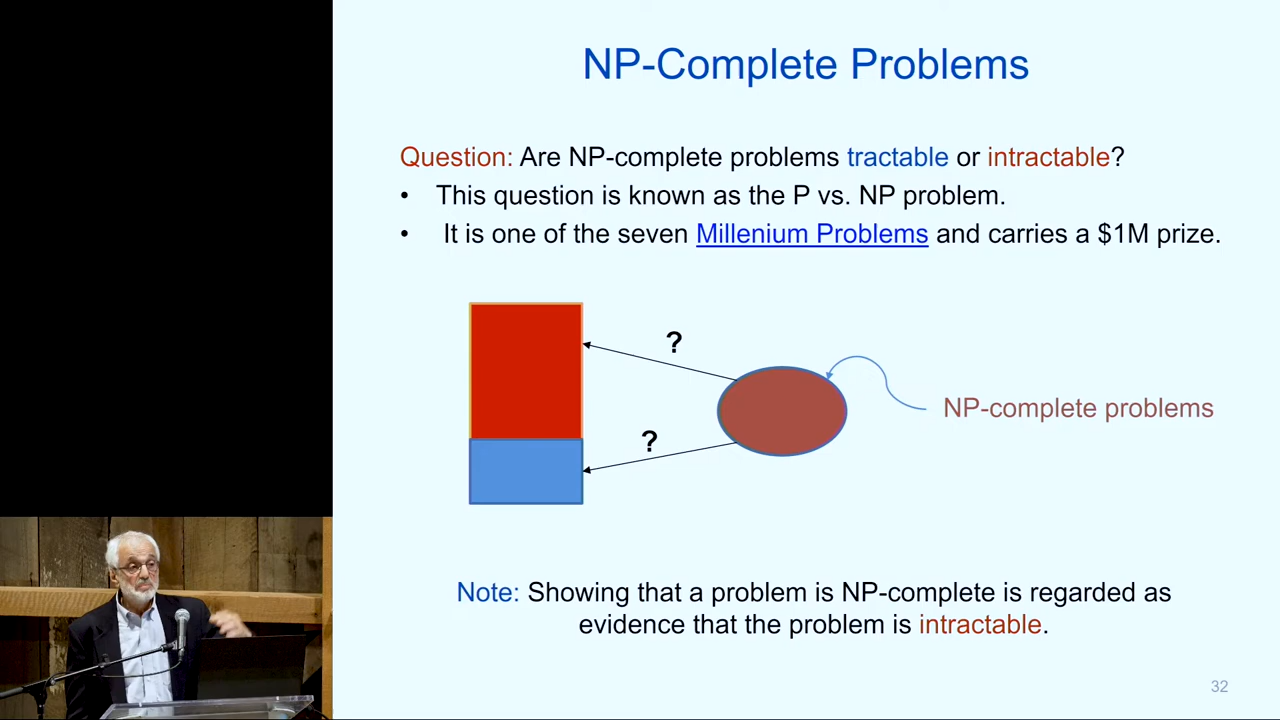 NP-Complete Problems
Question: Are NP-complete problems tractable or intractable?
• This question is known as the P vs. NP problem.
• It is one of the seven Millenium Problems and carries a $1M prize.
?
?
NP-complete problems
Note: Showing that a problem is NP-complete is regarded as
evidence that the problem is intractable.
32